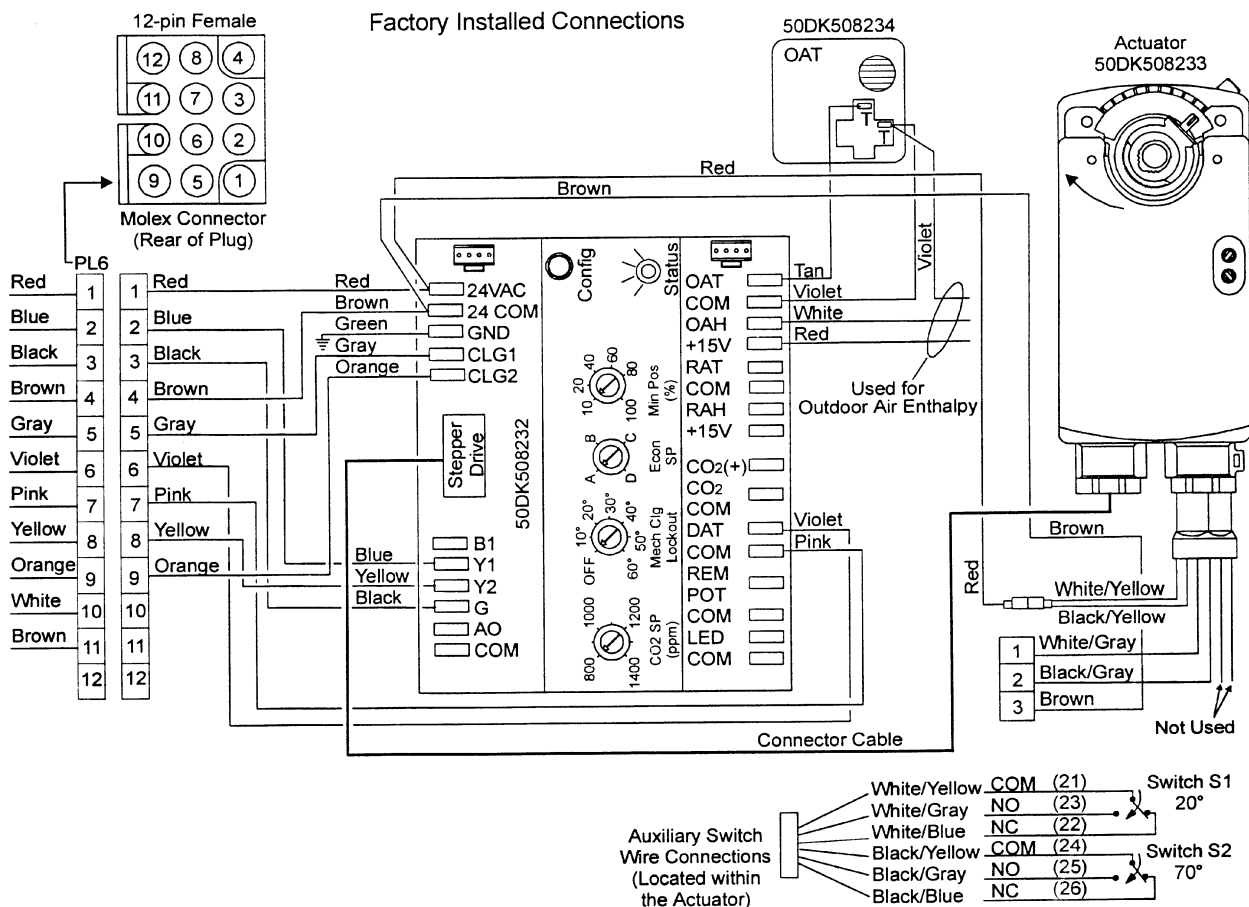 12-pin Female
Factory Installed Connections
50DK508234
Actuator
50DK508233
OAT
T
T
12 8 4
11 7 3
10 6 2
9 5 1
Molex Connector
(Rear of Plug)
Red
Brown
Violet
PL6
Red 1 1 Red Red
Blue 2 2 Blue
Black 3 3 Black
Brown 4 4 Brown
Gray 5 5 Gray
Violet 6 6 Violet
Pink 7 7 Pink
Yellow 8 8 Yellow
Orange 9 9 Orange
White 10 10
Brown 11 11
12 12
Brown
Green
Gray
Orange
24VAC
24 COM
GND
CLG1
CLG2
Stepper
Drive
50DK508232
Blue
Yellow
Black
B1
Y1
Y2
G
AO
COM
Config
Status
10 20 40 60 80 100
Min Pos
(%)
A B C D
Econ
SP
OFF 10° 20° 30° 40° 50° 60°
Mech Clg
Lockout
800 1000 1200 1400
CO2 SP
(ppm)
OAT
COM
OAH
+15V
RAT
COM
RAH
+15V
CO2(+)
CO2
COM
DAT
COM
REM
POT
COM
LED
COM
Tan
Violet
White
Red
Used for
Outdoor Air Enthalpy
Violet
Pink
Brown
Red
White/Yellow
Black/Yellow
1 White/Gray
2 Black/Gray
3 Brown
Not Used
Connector Cable
Auxiliary Switch
Wire Connections
(Located within
the Actuator)
White/Yellow COM (21)
White/Gray NO (23)
White/Blue NC (22)
Black/Yellow COM (24)
Black/Gray NO (25)
Black/Blue NC (26)
Switch S1
20°
Switch S2
70°